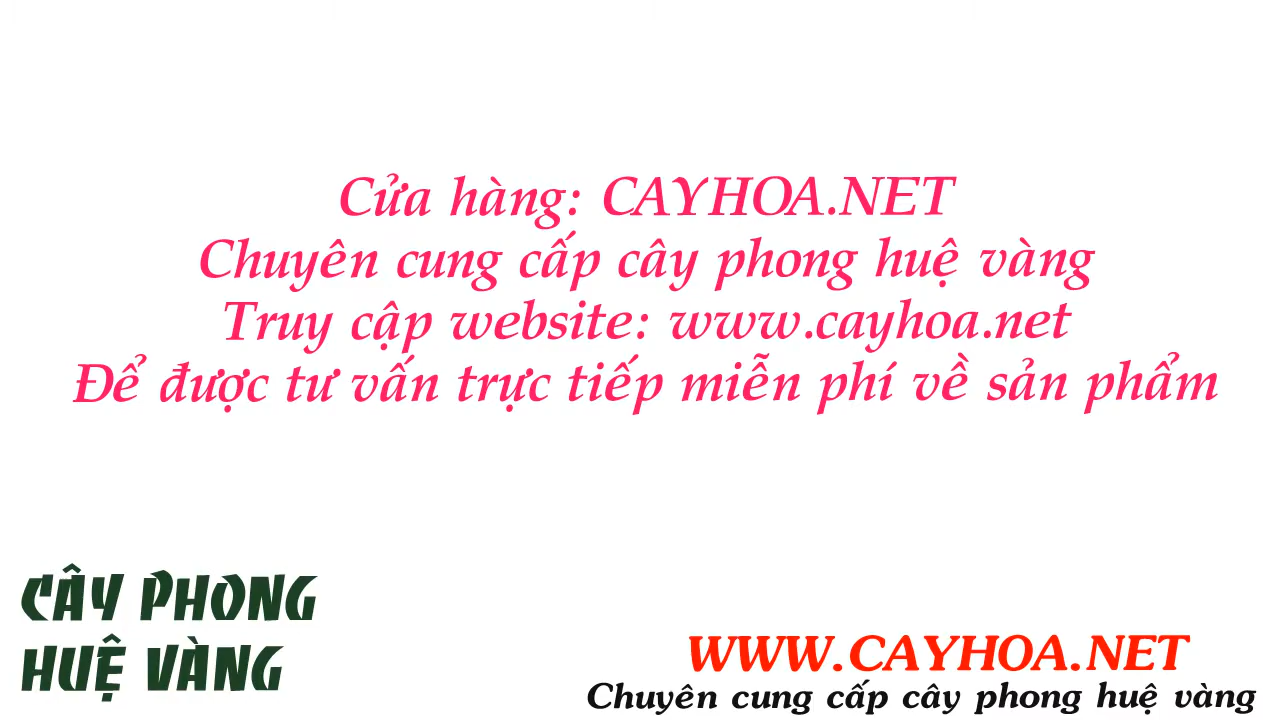 Cửa hàng: CAYHOA.NET
Chuyên cung cấp cây phong huệ vàng
Truy cập website: www.cayhoa.net
Để được tư vấn trực tiếp miễn phí về sản phẩm
CÂY PHONG
HUỆ VÀNG
WWW.CAYHOA.NET
Chuyên cung cấp cây phong huệ vàng